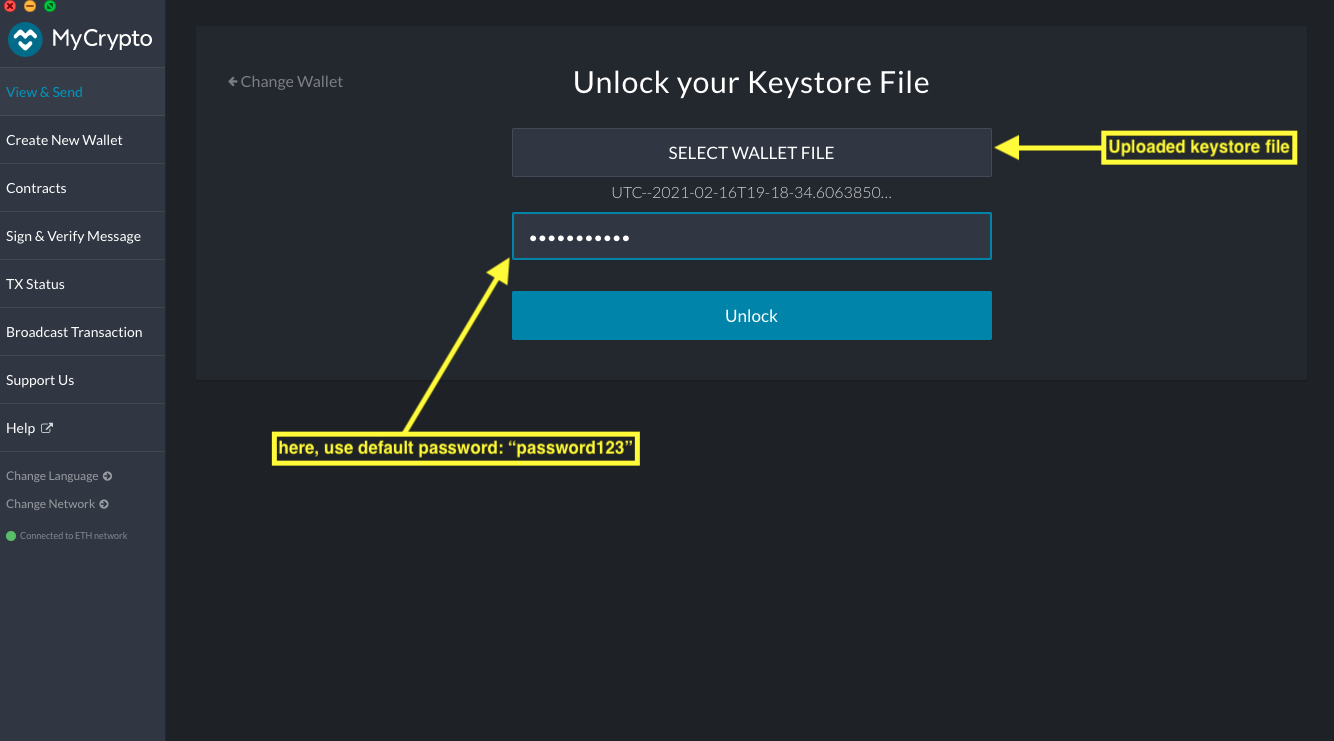 MyCrypto
View & Send
Create New Wallet
Contracts
Sign & Verify Message
TX Status
Broadcast Transaction
Support Us
Help
Change Language
Change Network
Connected to ETH network
Change Wallet
Unlock your Keystore File
SELECT WALLET FILE
Uploaded keystore file
UTC--2021-02-16T19-18-34.6063850...
•••••••••••
Unlock
here, use default password: “password123”